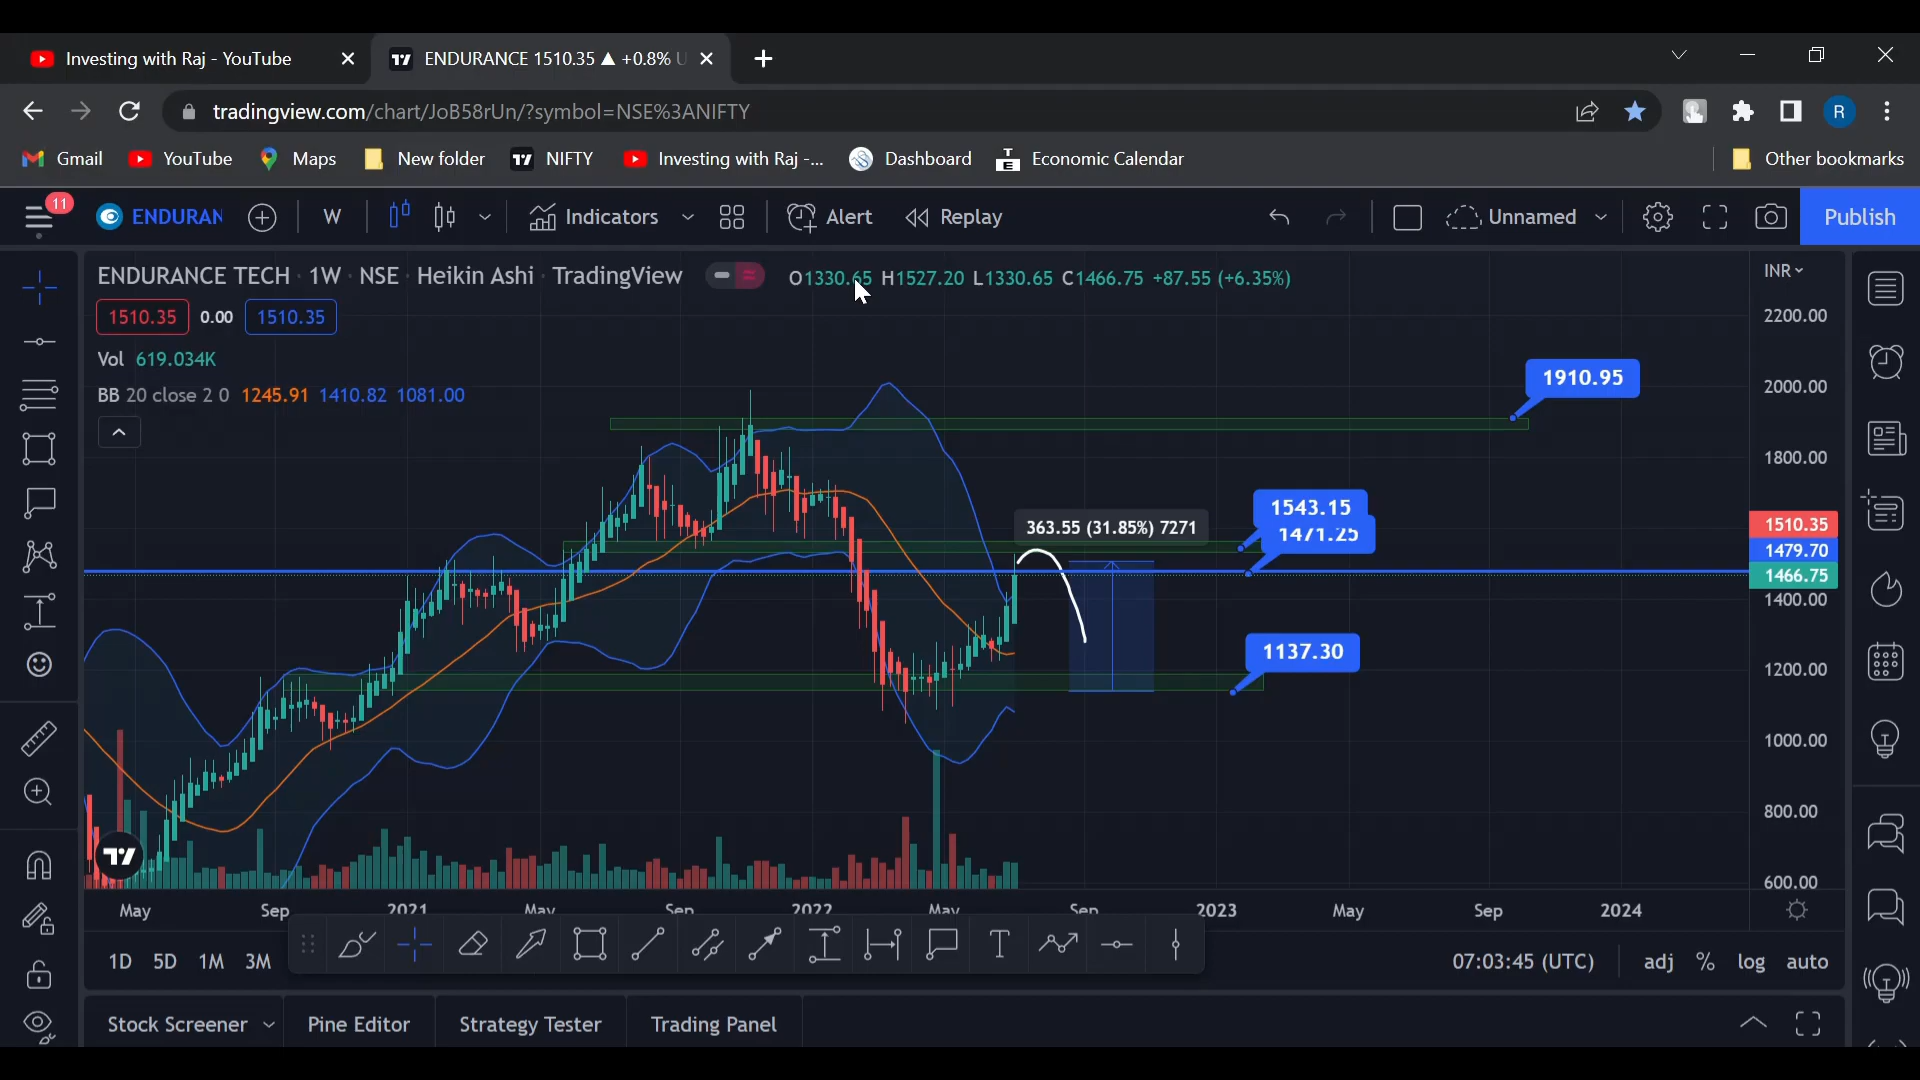 Investing with Raj - YouTube
ENDURANCE 1510.35 ▲ +0.8% U
tradingview.com/chart/JoB58rUn/?symbol=NSE%3ANIFTY
R
Gmail YouTube Maps New folder NIFTY Investing with Raj -... Dashboard TE Economic Calendar Other bookmarks
11
ENDURAN W Indicators Alert Replay Unnamed Publish
ENDURANCE TECH · 1W · NSE · Heikin Ashi · TradingView O1330.65 H1527.20 L1330.65 C1466.75 +87.55 (+6.35%)
INR
1510.35 0.00 1510.35
Vol 619.034K
BB 20 close 2 0 1245.91 1410.82 1081.00
2200.00
2000.00
1800.00
1510.35
1479.70
1466.75
1400.00
1200.00
1000.00
800.00
600.00
1910.95
1543.15
1471.25
363.55 (31.85%) 7271
1137.30
May Sep 2021 May Sep 2022 May Sep 2023 May Sep 2024
1D 5D 1M 3M
T
07:03:45 (UTC) adj % log auto
Stock Screener Pine Editor Strategy Tester Trading Panel